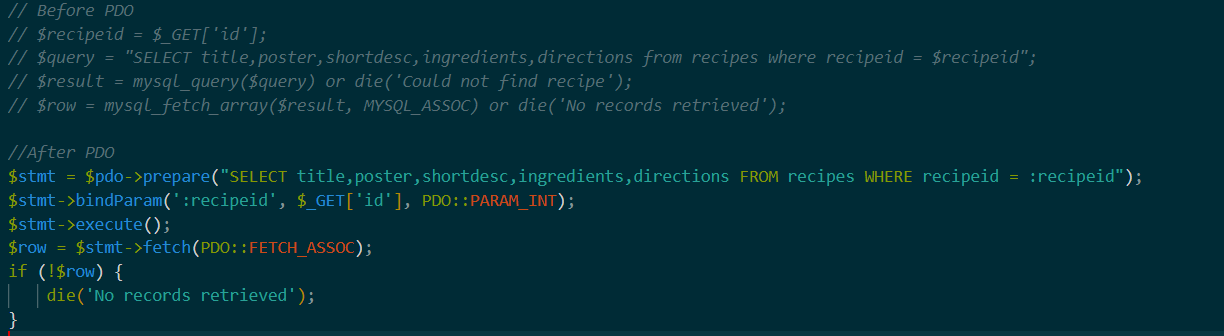 // Before PDO
// $recipeid = $_GET['id'];
// $query = "SELECT title,poster,shortdesc,ingredients,directions from recipes where recipeid = $recipeid";
// $result = mysql_query($query) or die('Could not find recipe');
// $row = mysql_fetch_array($result, MYSQL_ASSOC) or die('No records retrieved');
//After PDO
$stmt = $pdo->prepare("SELECT title,poster,shortdesc,ingredients,directions FROM recipes WHERE recipeid = :recipeid");
$stmt->bindParam(':recipeid', $_GET['id'], PDO::PARAM_INT);
$stmt->execute();
$row = $stmt->fetch(PDO::FETCH_ASSOC);
if (!$row) {
die('No records retrieved');
}